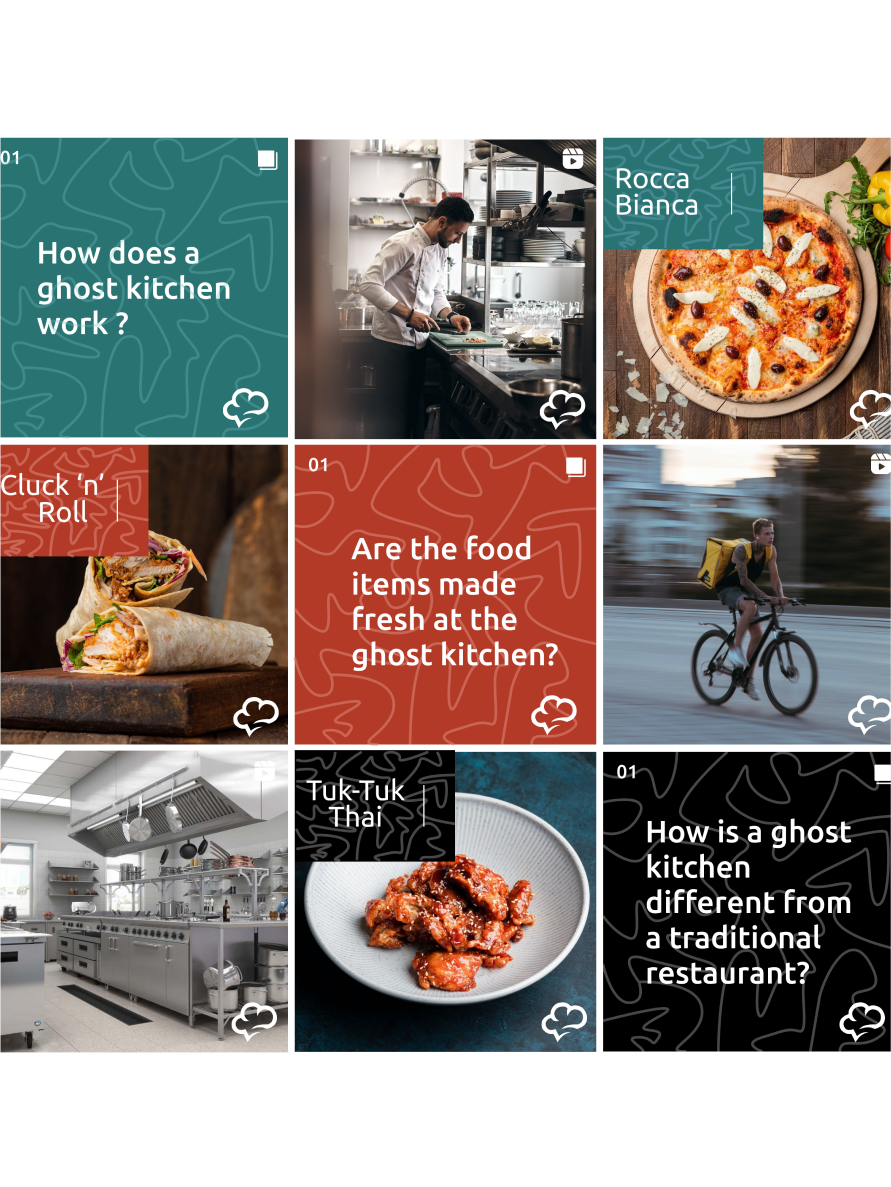 01
How does a
ghost kitchen
work ?
Rocca
Bianca
Cluck ‘n’
Roll
01
Are the food
items made
fresh at the
ghost kitchen?
Tuk-Tuk
Thai
01
How is a ghost
kitchen
different from
a traditional
restaurant?